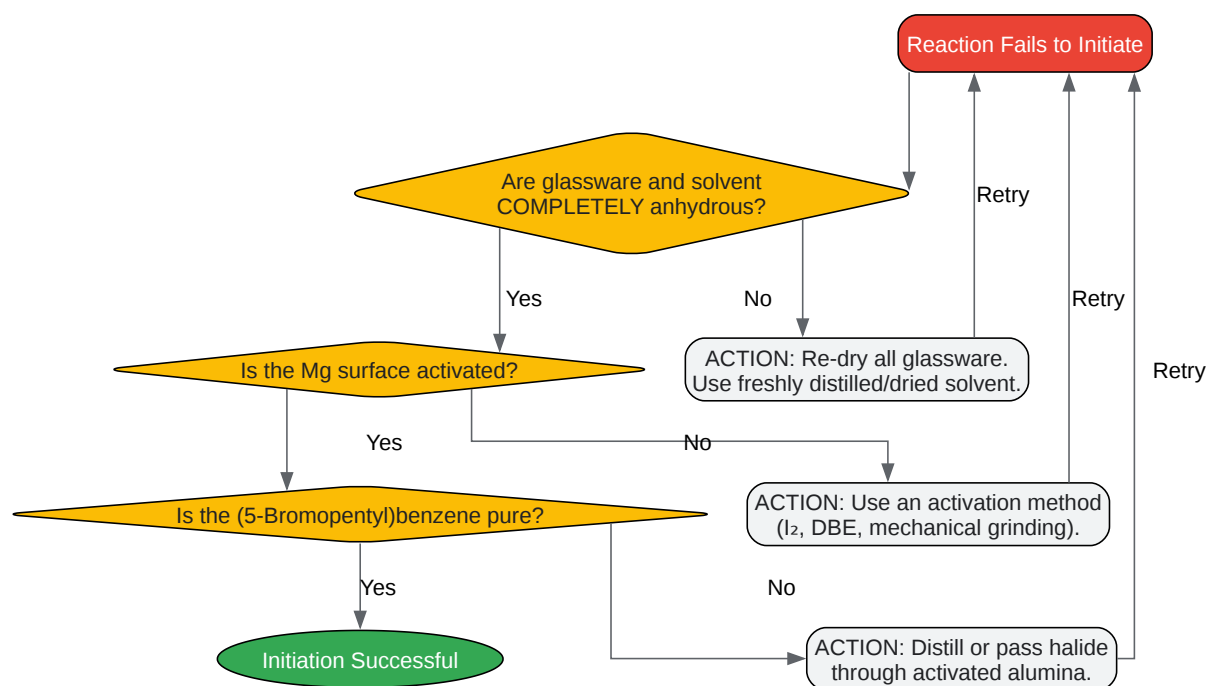 Reaction Fails to Initiate
Are glassware and solvent
COMPLETELY anhydrous?
Retry
Yes
No
Retry
ACTION: Re-dry all glassware.
Use freshly distilled/dried solvent.
Is the Mg surface activated?
Retry
Yes
No
ACTION: Use an activation method
(I₂, DBE, mechanical grinding).
Is the (5-Bromopentyl)benzene pure?
Yes
No
ACTION: Distill or pass halide
through activated alumina.
Initiation Successful